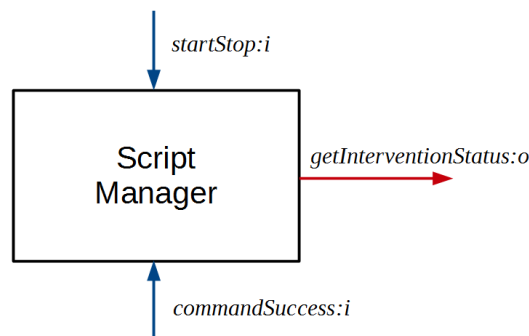 startStop:i
Script
Manager
getInterventionStatus:o
commandSuccess:i